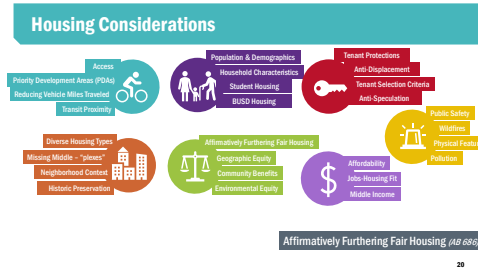 Housing Considerations
Access
Priority Development Areas (PDAs)
Reducing Vehicle Miles Traveled
Transit Proximity
Population & Demographics
Household Characteristics
Student Housing
BUSD Housing
Tenant Protections
Anti-Displacement
Tenant Selection Criteria
Anti-Speculation
Public Safety
Wildfires
Physical
Pollution
Diverse Housing Types
Missing Middle – "plexes"
Neighborhood Context
Historic Preservation
Affirmatively Furthering Fair Housing
Geographic Equity
Community Benefits
Environmental Equity
Affordability
Jobs-Housing Fit
Middle Income
Affirmatively Furthering Fair Housing (AB 686)
20